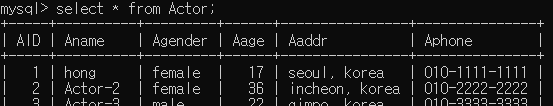 mysql> select * from Actor;
| AID | Aname | Agender | Aage | Aaddr | Aphone |
| 1 | hong | female | 17 | seoul, korea | 010-1111-1111 |
| 2 | Actor-2 | female | 36 | incheon, korea | 010-2222-2222 |
| 3 | Actor-3 | male | 22 | gimpo, korea | 010-3333-3333 |